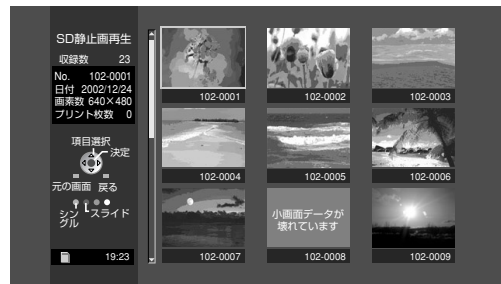 SD静止画再生
収録数 23
No. 102-0001
日付 2002/12/24
画素数 640×480
プリント枚数 0
項目選択
決定
元の画面 戻る
シン
グル
スライド
19:23
102-0001
102-0002
102-0003
102-0004
102-0005
102-0006
小画面データが
壊れています
102-0007
102-0008
102-0009